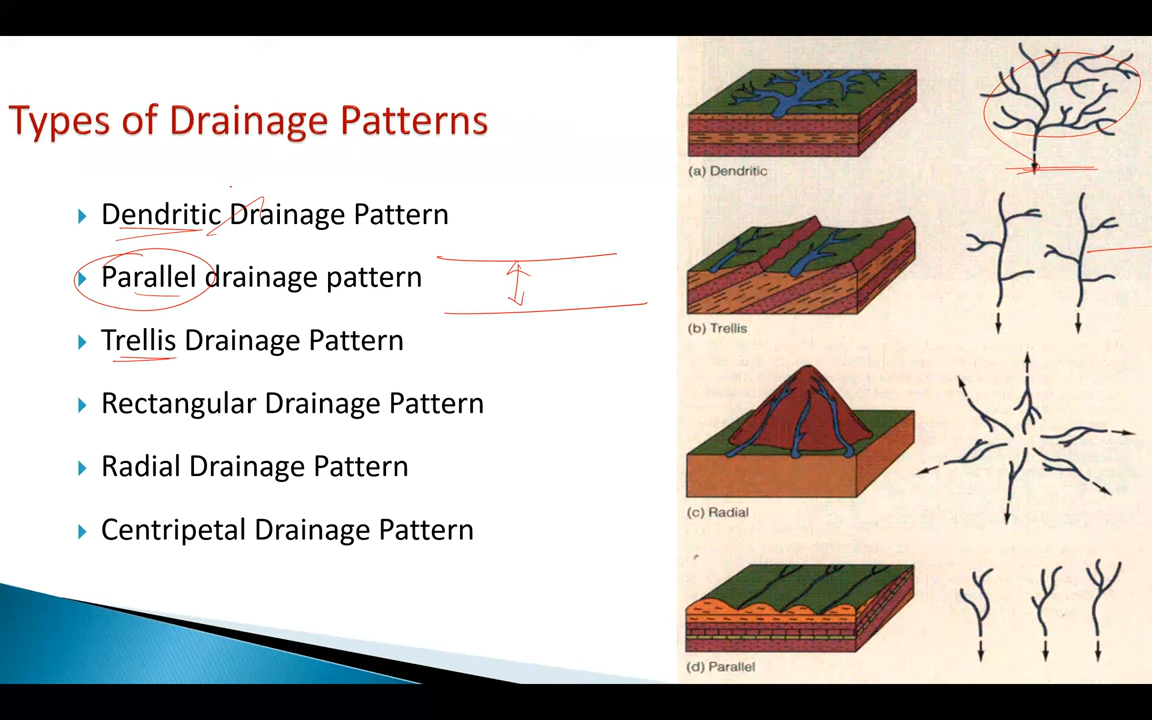 Types of Drainage Patterns
Dendritic Drainage Pattern
Parallel drainage pattern
Trellis Drainage Pattern
Rectangular Drainage Pattern
Radial Drainage Pattern
Centripetal Drainage Pattern
(a) Dendritic
(b) Trellis
(c) Radial
(d) Parallel